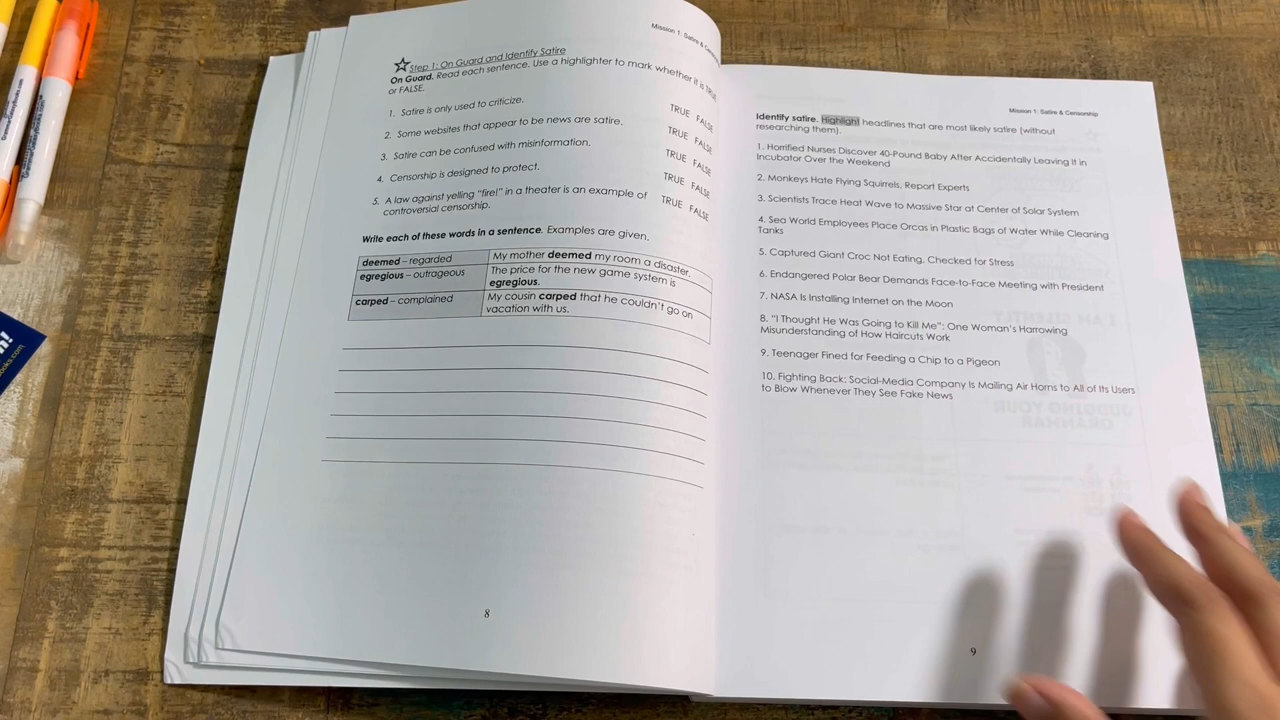 Mission 1: Satire &
Step 1: On Guard and Identify Satire
On Guard. Read each sentence. Use a highlighter to mark whether it is TRUE
or FALSE.
1. Satire is only used to criticize. TRUE FALSE
2. Some websites that appear to be news are satire. TRUE FALSE
3. Satire can be confused with misinformation. TRUE FALSE
4. Censorship is designed to protect. TRUE FALSE
5. A law against yelling "fire!" in a theater is an example of TRUE FALSE
controversial censorship.
Write each of these words in a sentence. Examples are given.
deemed – regarded My mother deemed my room a disaster.
egregious – outrageous The price for the new game system is
egregious.
carped – complained My cousin carped that he couldn't go on
vacation with us.
8
Mission 1: Satire & Censorship
Identify satire. Highlight headlines that are most likely satire (without
researching them).
1. Horrified Nurses Discover 40-Pound Baby After Accidentally Leaving It in
Incubator Over the Weekend
2. Monkeys Hate Flying Squirrels, Report Experts
3. Scientists Trace Heat Wave to Massive Star at Center of Solar System
4. Sea World Employees Place Orcas in Plastic Bags of Water While Cleaning
Tanks
5. Captured Giant Croc Not Eating, Checked for Stress
6. Endangered Polar Bear Demands Face-to-Face Meeting with President
7. NASA Is Installing Internet on the Moon
8. "I Thought He Was Going to Kill Me": One Woman's Harrowing
Misunderstanding of How Haircuts Work
9. Teenager Fined for Feeding a Chip to a Pigeon
10. Fighting Back: Social-Media Company Is Mailing Air Horns to All of Its Users
to Blow Whenever They See Fake News
9